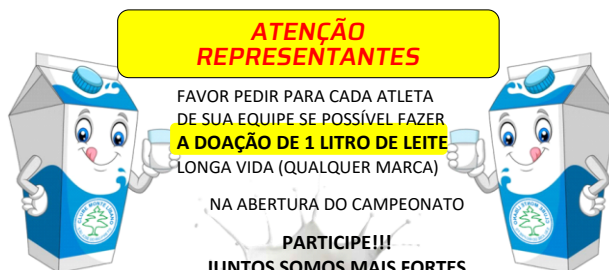 ATENÇÃO
REPRESENTANTES
FAVOR PEDIR PARA CADA ATLETA
DE SUA EQUIPE SE POSSÍVEL FAZER
A DOAÇÃO DE 1 LITRO DE LEITE
LONGA VIDA (QUALQUER MARCA)
NA ABERTURA DO CAMPEONATO
PARTICIPE!!!
JUNTOS SOMOS MAIS FORTES